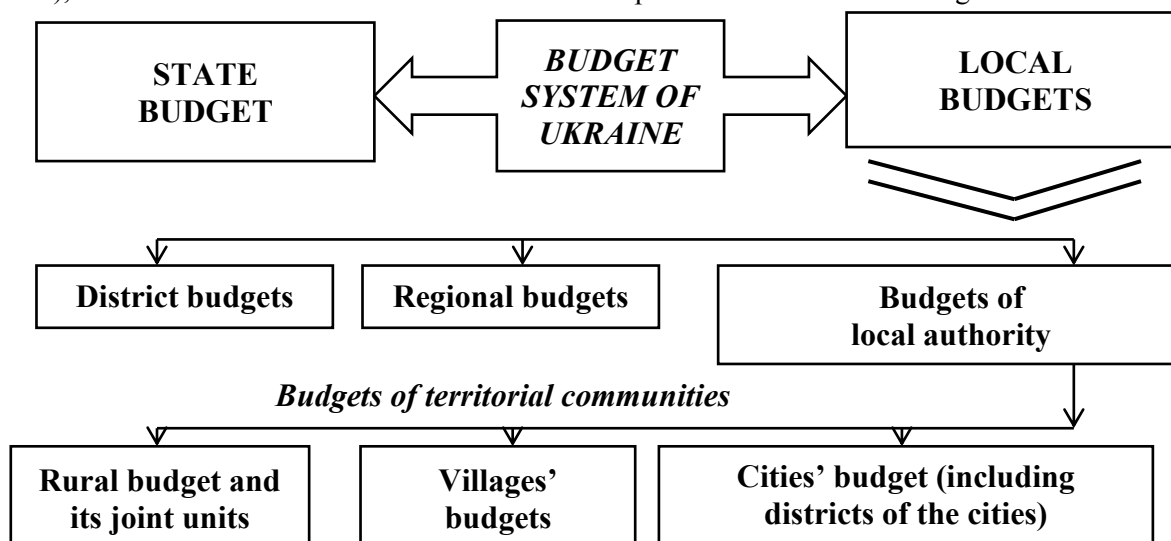 STATE
BUDGET
BUDGET
SYSTEM OF
UKRAINE
LOCAL
BUDGETS
District budgets
Regional budgets
Budgets of
local authority
Budgets of territorial communities
Rural budget and
its joint units
Villages’
budgets
Cities’ budget (including
districts of the cities)